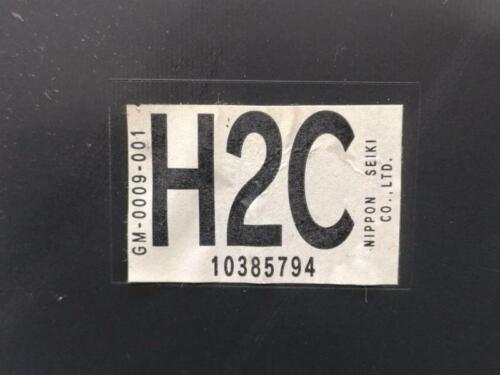 GM-0009-001
H2C
10385794
NIPPON SEIKI
CO.,LTD.